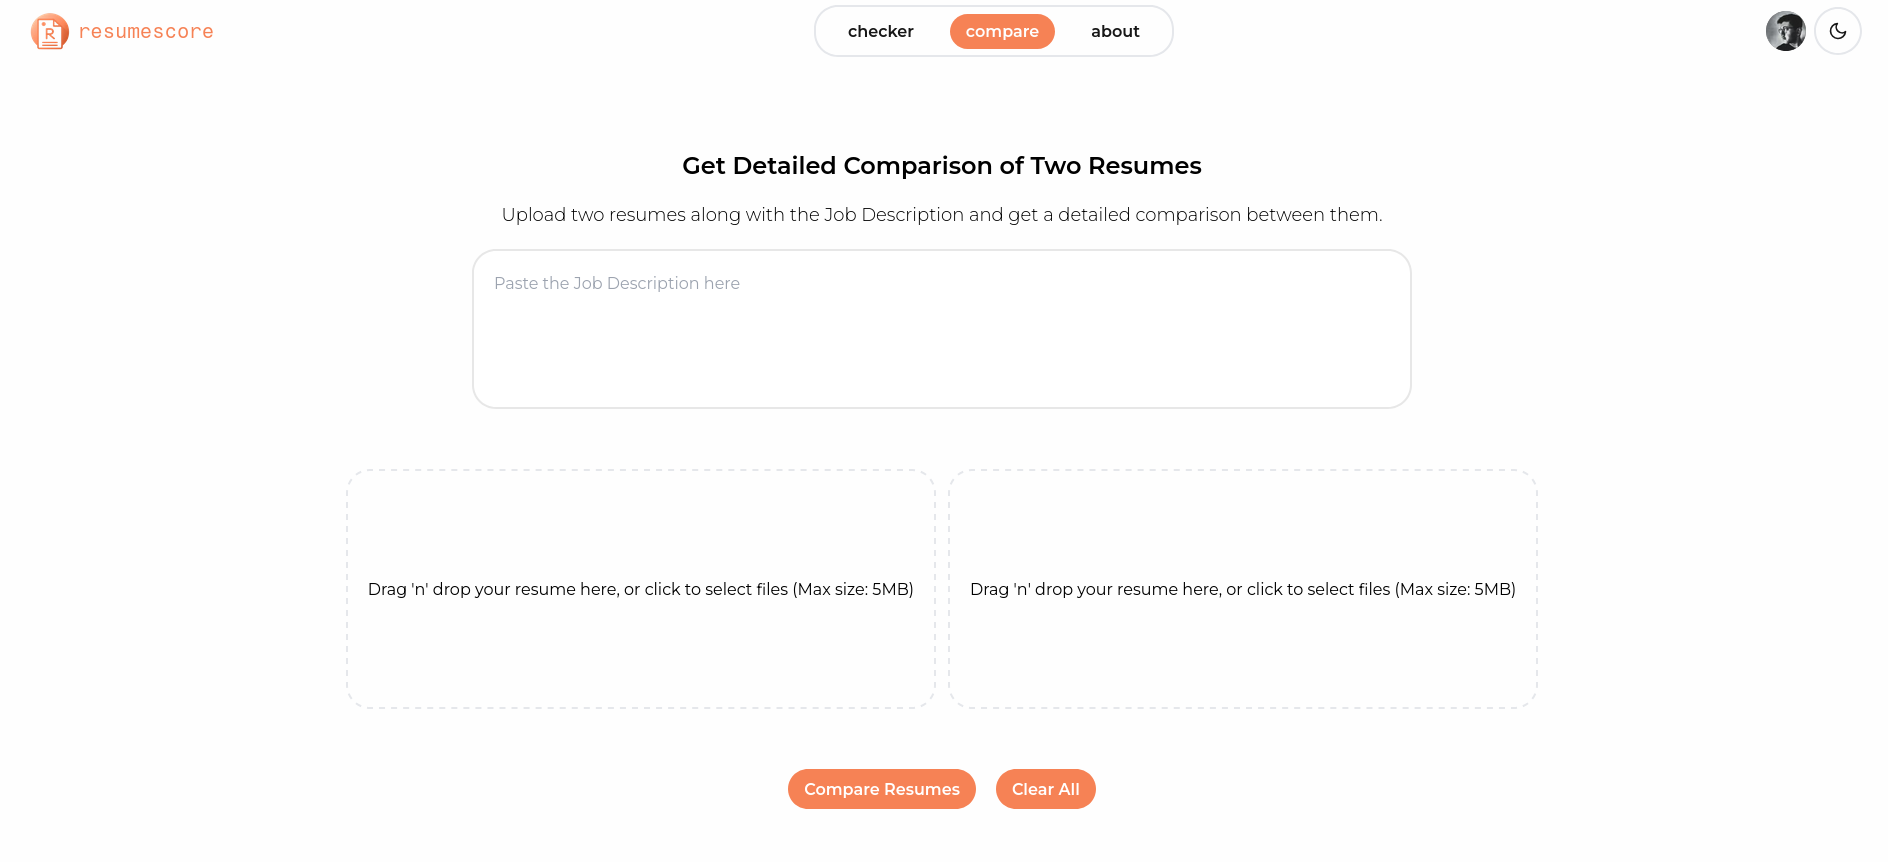 resumescore
checker
compare
about
Get Detailed Comparison of Two Resumes
Upload two resumes along with the Job Description and get a detailed comparison between them.
Paste the Job Description here
Drag 'n' drop your resume here, or click to select files (Max size: 5MB)
Drag 'n' drop your resume here, or click to select files (Max size: 5MB)
Compare Resumes
Clear All